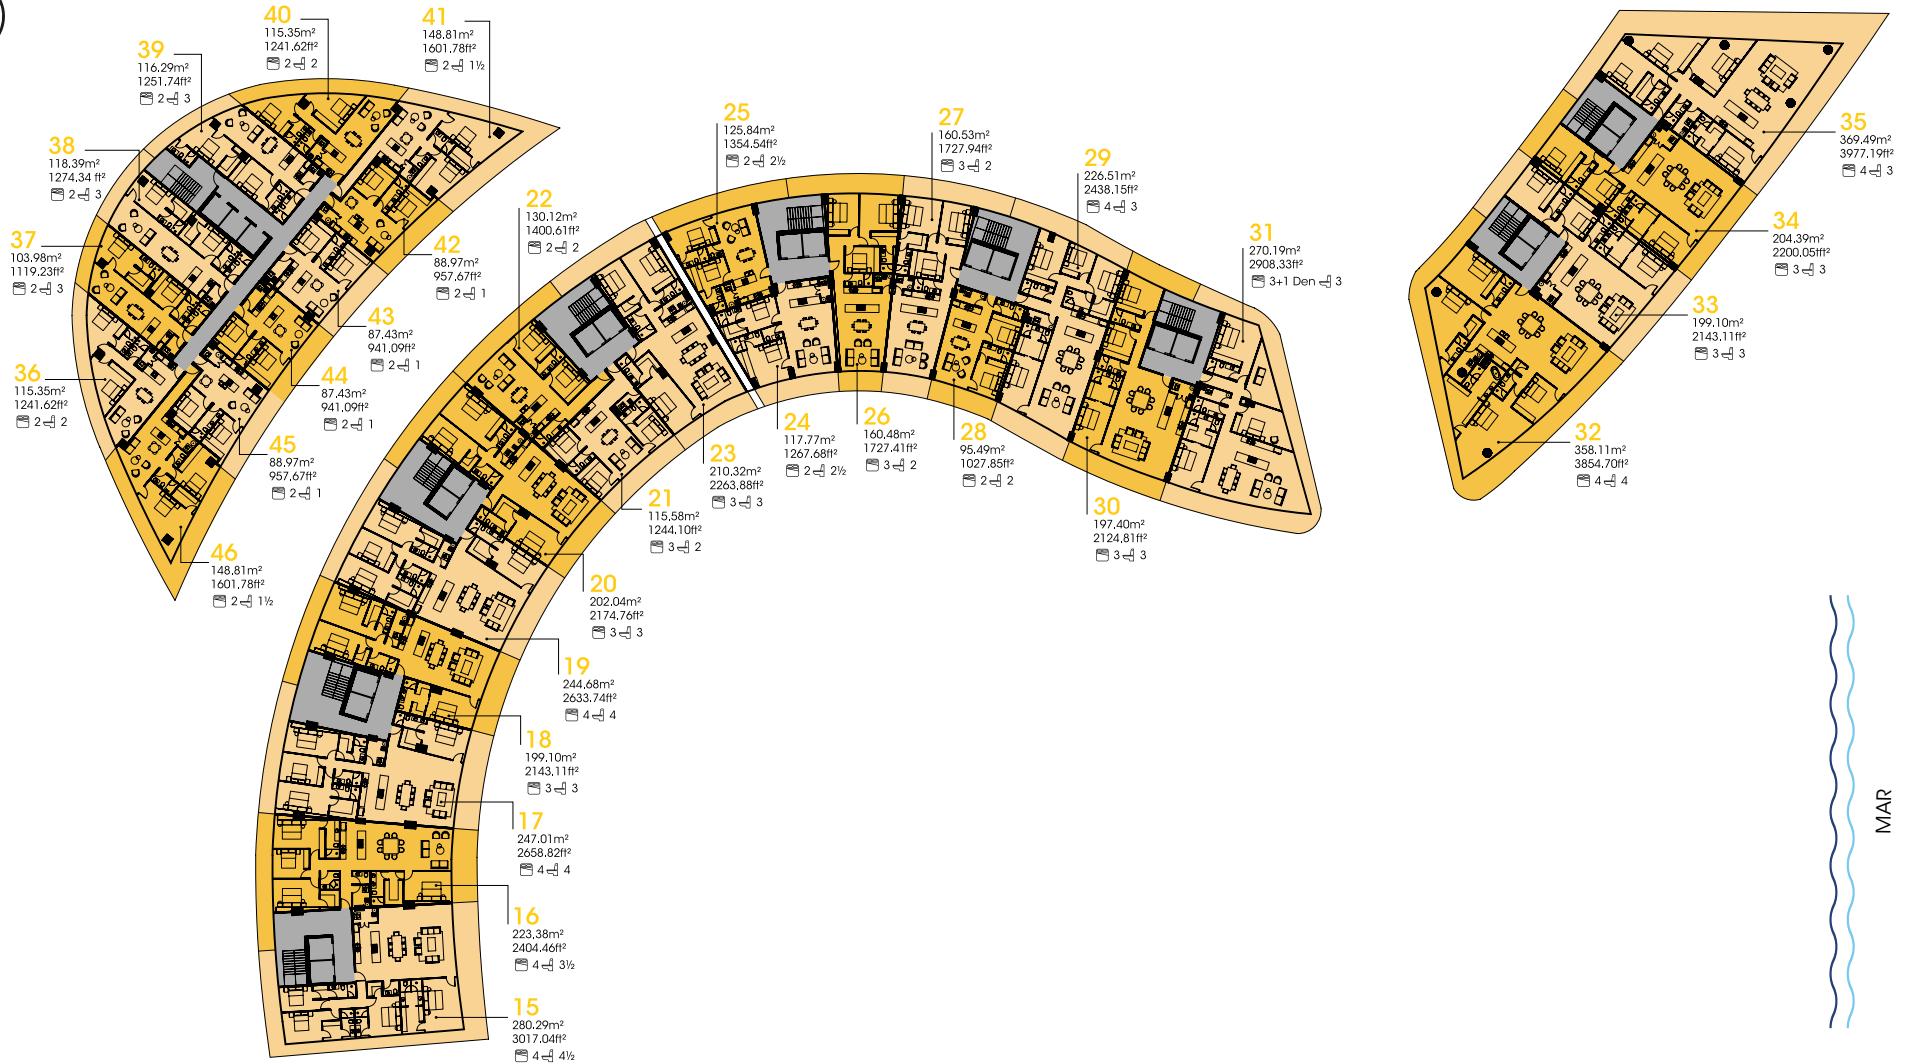 40
115.35m²
1241.62ft²
2 2
41
148.81m²
1601.78ft²
2 1½
39
116.29m²
1251.74ft²
2 3
38
118.39m²
1274.34 ft²
2 3
37
103.98m²
1119.23ft²
2 3
36
115.35m²
1241.62ft²
2 2
42
88.97m²
957.67ft²
2 1
43
87.43m²
941.09ft²
2 1
44
87.43m²
941.09ft²
2 1
45
88.97m²
957.67ft²
2 1
46
148.81m²
1601.78ft²
2 1½
22
130.12m²
1400.61ft²
2 2
25
125.84m²
1354.54ft²
2 2½
27
160.53m²
1727.94ft²
3 2
29
226.51m²
2438.15ft²
4 3
31
270.19m²
2908.33ft²
3+1 Den 3
35
369.49m²
3977.19ft²
4 3
34
204.39m²
2200.05ft²
3 3
33
199.10m²
2143.11ft²
3 3
32
358.11m²
3854.70ft²
4 4
23
210.32m²
2263.88ft²
3 3
24
117.77m²
1267.68ft²
2 2½
26
160.48m²
1727.41ft²
3 2
28
95.49m²
1027.85ft²
2 2
30
197.40m²
2124.81ft²
3 3
21
115.58m²
1244.10ft²
3 2
20
202.04m²
2174.76ft²
3 3
19
244.68m²
2633.74ft²
4 4
18
199.10m²
2143.11ft²
3 3
17
247.01m²
2658.82ft²
4 4
16
223.38m²
2404.46ft²
4 3½
15
280.29m²
3017.04ft²
4 4½
MAR